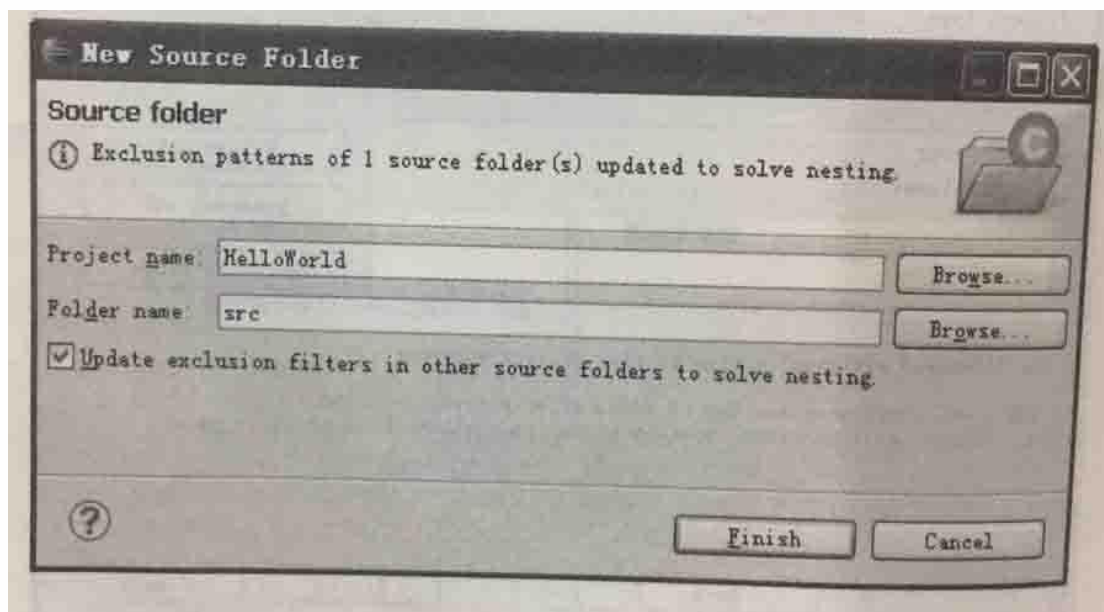 New Source Folder
Source folder
Exclusion patterns of 1 source folder(s) updated to solve nesting.
Project name: HelloWorld Browse...
Folder name: src Browse...
Update exclusion filters in other source folders to solve nesting.
Finish Cancel